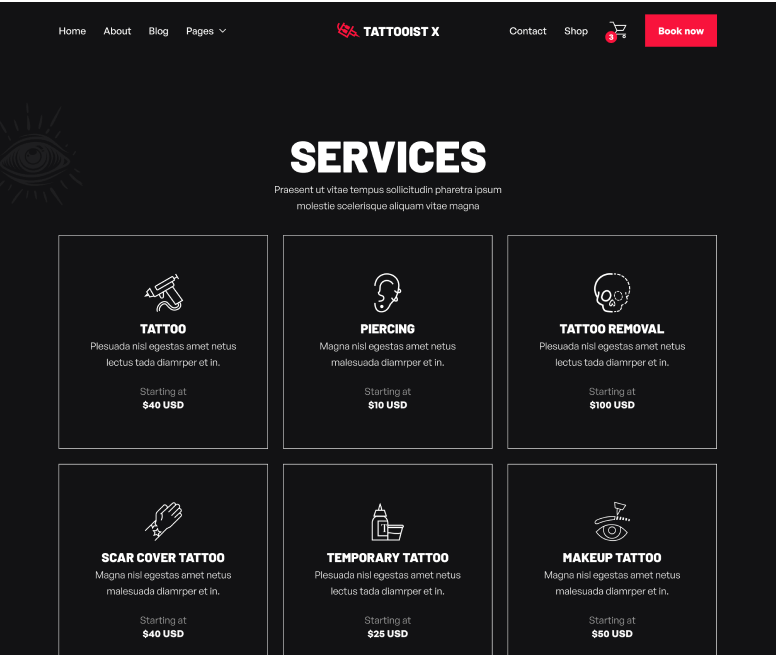 Home About Blog Pages TATTOOIST X Contact Shop 3 Book now
SERVICES
Praesent ut vitae tempus sollicitudin pharetra ipsum
molestie scelerisque aliquam vitae magna
TATTOO
Plesuada nisl egestas amet netus
lectus tada diamrper et in.
Starting at
$40 USD
PIERCING
Magna nisl egestas amet netus
malesuada diamrper et in.
Starting at
$10 USD
TATTOO REMOVAL
Plesuada nisl egestas amet netus
lectus tada diamrper et in.
Starting at
$100 USD
SCAR COVER TATTOO
Magna nisl egestas amet netus
malesuada diamrper et in.
Starting at
$40 USD
T
TEMPORARY TATTOO
Plesuada nisl egestas amet netus
lectus tada diamrper et in.
Starting at
$25 USD
MAKEUP TATTOO
Magna nisl egestas amet netus
malesuada diamrper et in.
Starting at
$50 USD